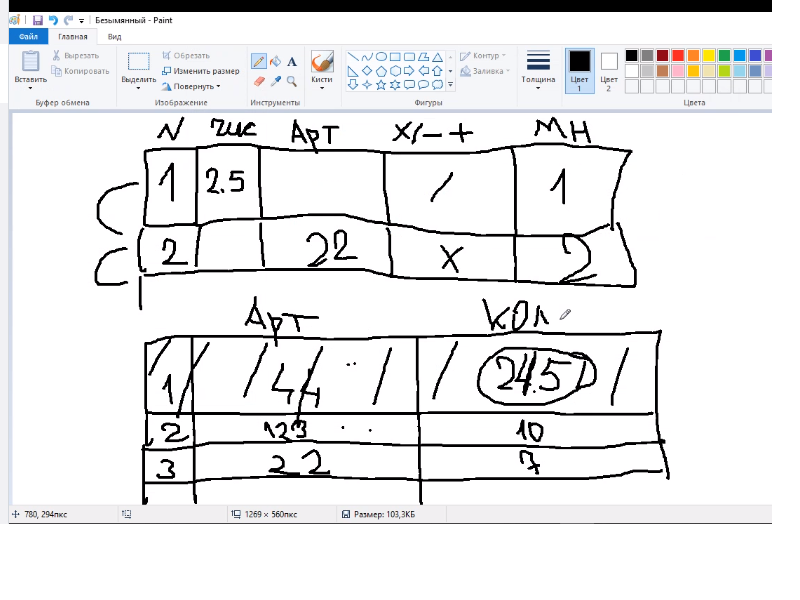 Безымянный - Paint
Файл Главная Вид
Вставить Вырезать Копировать Выделить Обрезать Изменить размер Повернуть A Кисти Контур Заливка Толщина Цвет 1 Цвет 2
Буфер обмена Изображение Инструменты Фигуры Цвета
N чис Арт X/-+ МН
1 2.5 / 1
2 22 X 2
Арт КОЛ
1 44 24.5
2 123 10
3 22 7
780, 294пкс 1269 × 560пкс Размер: 103,3КБ